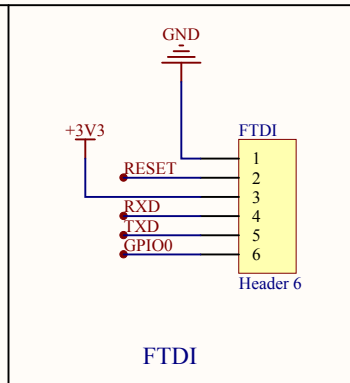 GND
+3V3
FTDI
RESET
RXD
TXD
GPIO0
1
2
3
4
5
6
Header 6
FTDI